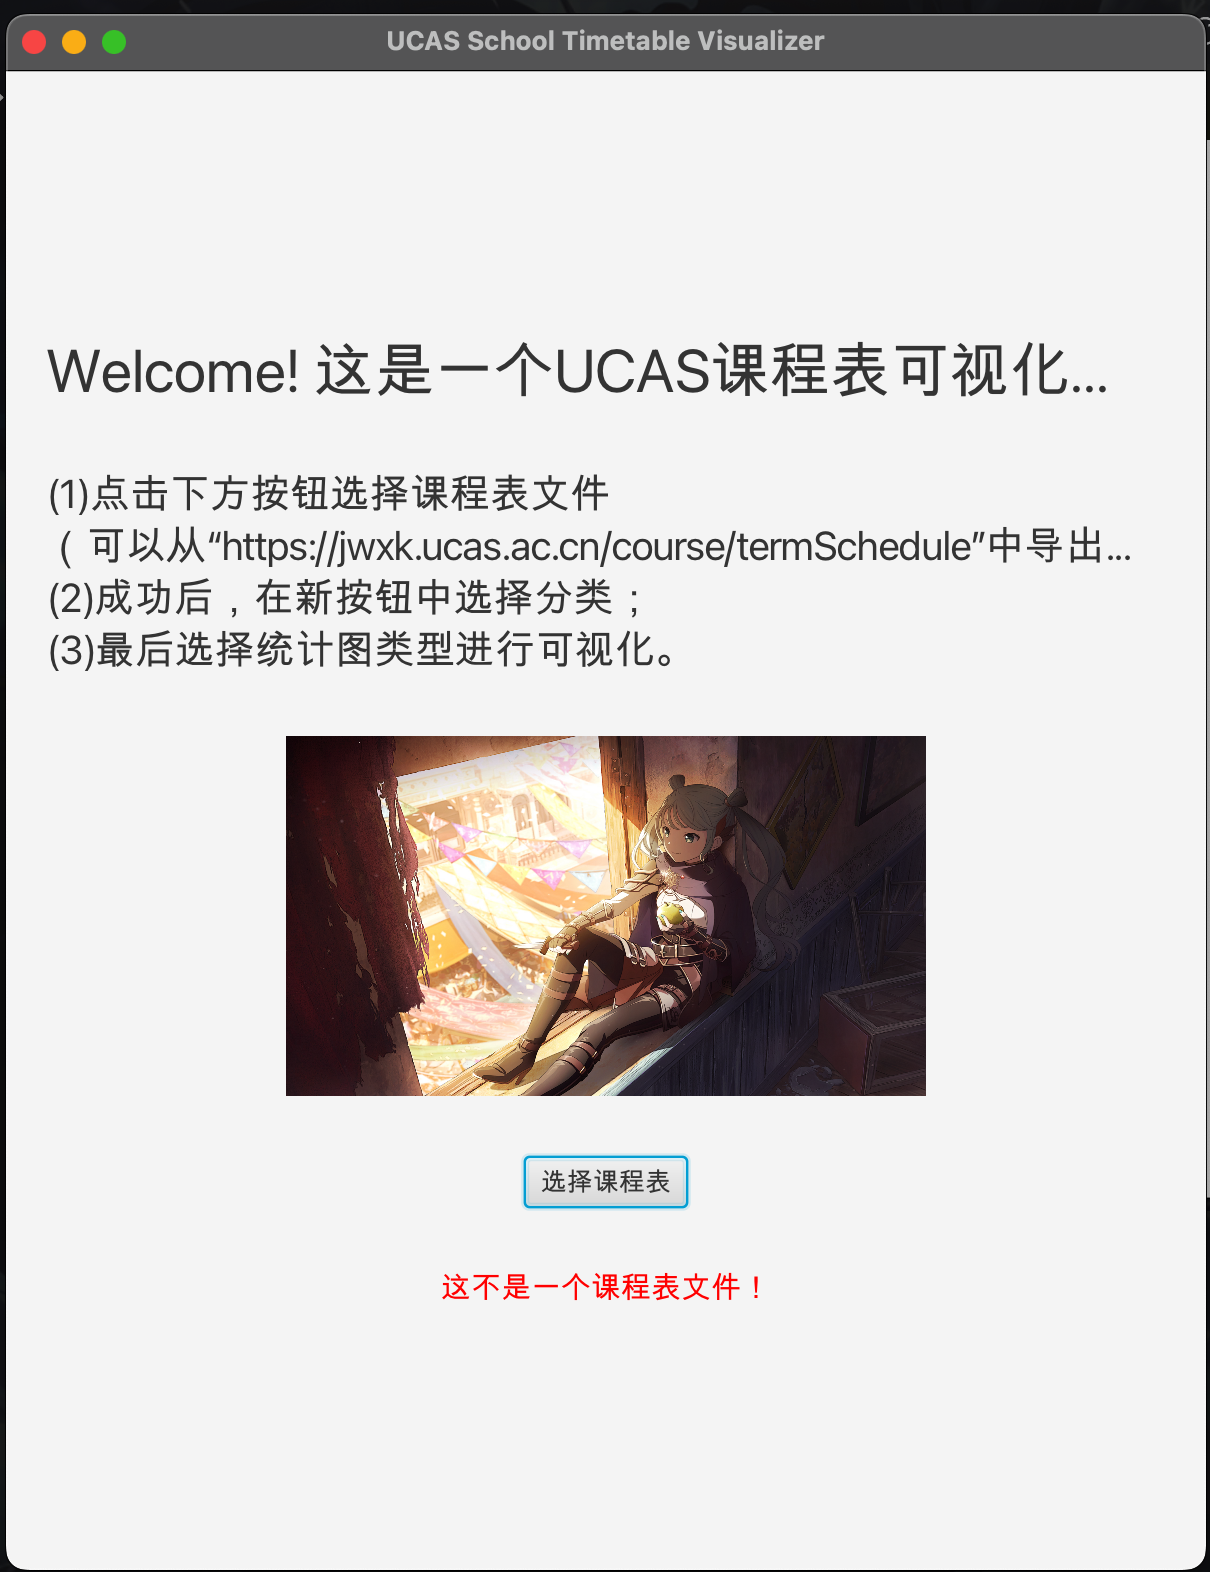 UCAS School Timetable Visualizer
Welcome! 这是一个UCAS课程表可视化...
(1)点击下方按钮选择课程表文件
（可以从“https://jwxk.ucas.ac.cn/course/termSchedule”中导出...
(2)成功后，在新按钮中选择分类；
(3)最后选择统计图类型进行可视化。
选择课程表
这不是一个课程表文件！